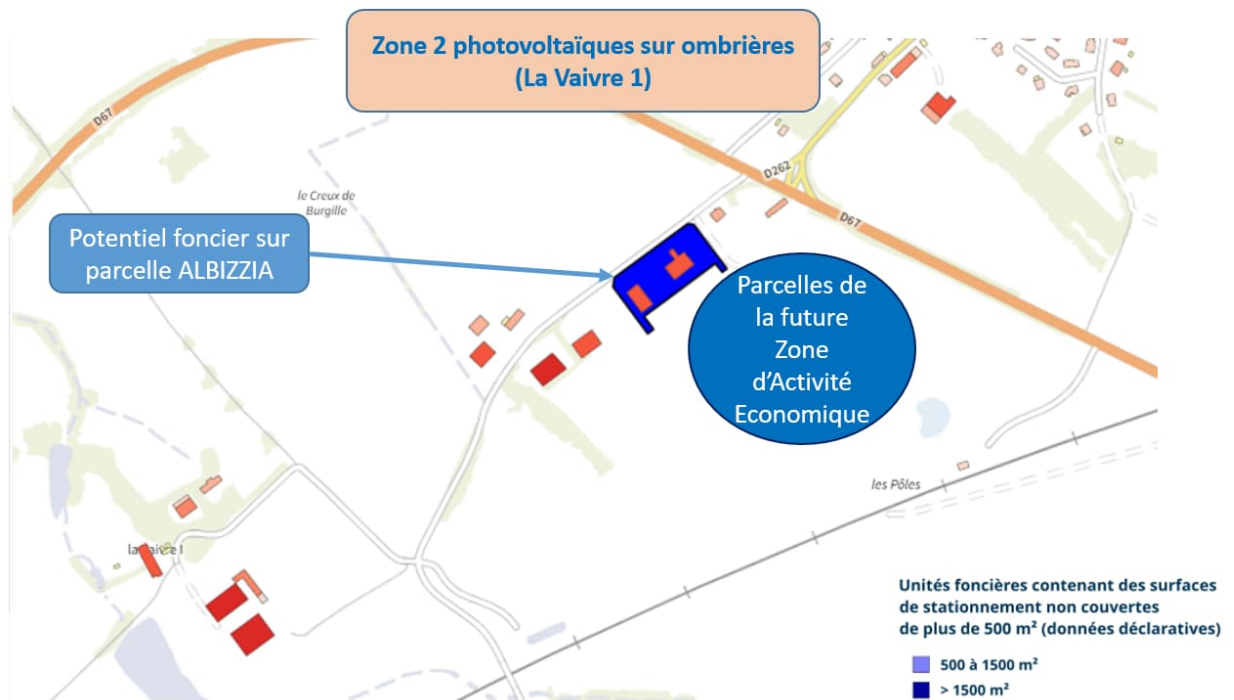 Zone 2 photovoltaïques sur ombrières
(La Vaivre 1)
D67
D262
D67
le Creux de
Burgille
Potentiel foncier sur
parcelle ALBIZZIA
Parcelles de
la future
Zone
d'Activité
Economique
les Pôles
Unités foncières contenant des surfaces
de stationnement non couvertes
de plus de 500 m² (données déclaratives)
500 à 1500 m²
> 1500 m²